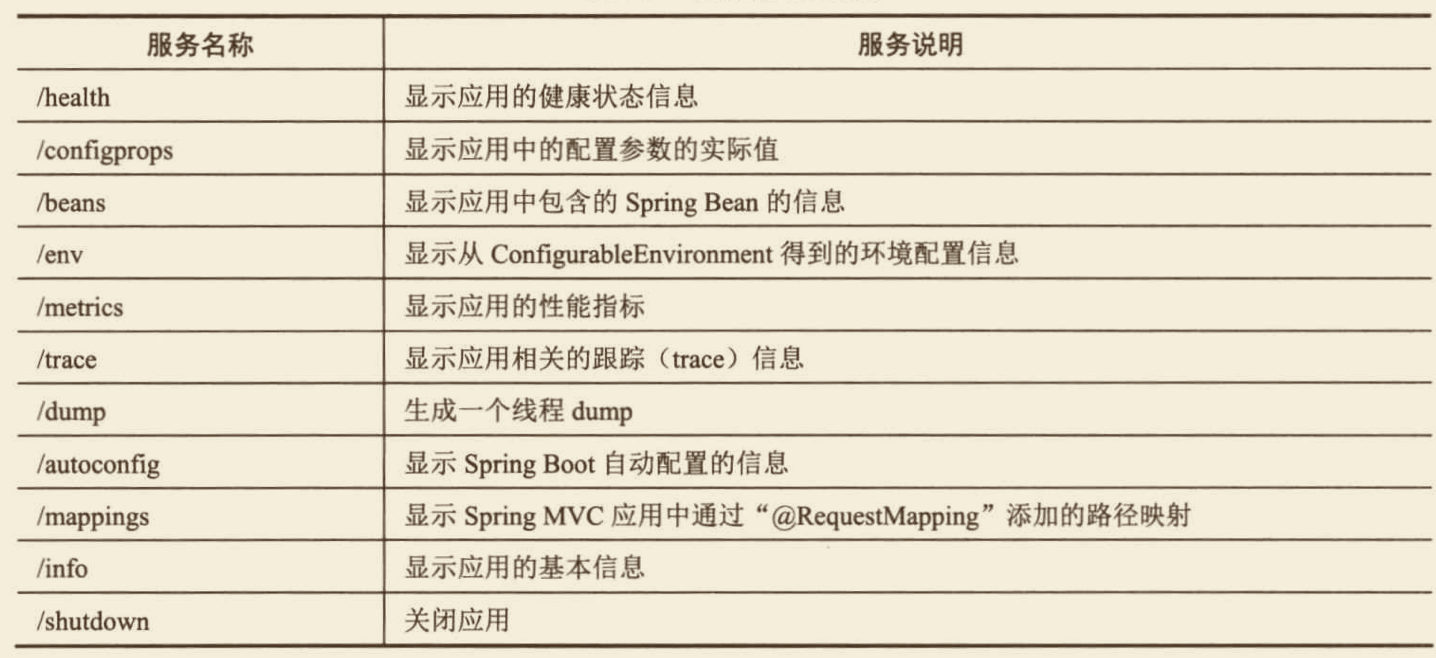 服务名称 服务说明
/health 显示应用的健康状态信息
/configprops 显示应用中的配置参数的实际值
/beans 显示应用中包含的 Spring Bean 的信息
/env 显示从 ConfigurableEnvironment 得到的环境配置信息
/metrics 显示应用的性能指标
/trace 显示应用相关的跟踪（trace）信息
/dump 生成一个线程 dump
/autoconfig 显示 Spring Boot 自动配置的信息
/mappings 显示 Spring MVC 应用中通过“@RequestMapping”添加的路径映射
/info 显示应用的基本信息
/shutdown 关闭应用